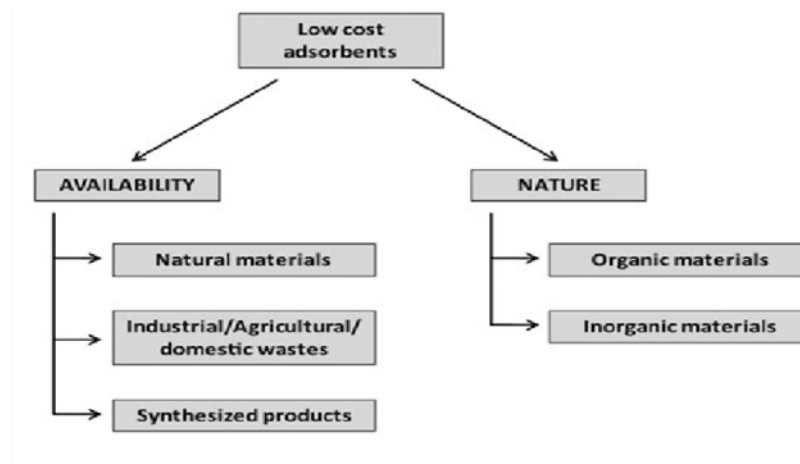 Low cost
adsorbents
AVAILABILITY
NATURE
Natural materials
Organic materials
Industrial/Agricultural/
domestic wastes
Inorganic materials
Synthesized products